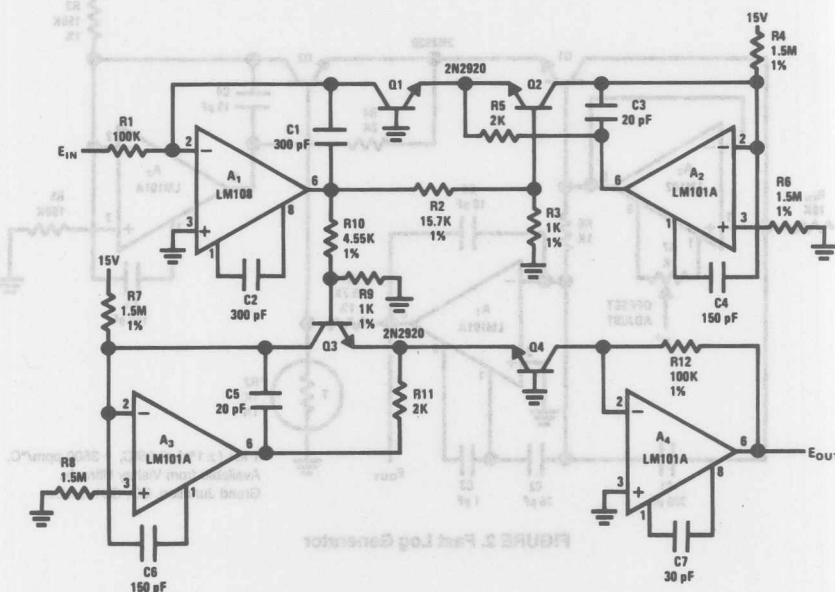 15V
R4
1.5M
1%
Q1
2N2920
Q2
R5
2K
C3
20 pF
R1
100K
E_IN
2
−
A1
LM108
3
+
6
8
1
C1
300 pF
C2
300 pF
R2
15.7K
1%
R3
1K
1%
6
A2
LM101A
2
−
3
+
1
C4
150 pF
R6
1.5M
1%
R10
4.55K
1%
R9
1K
1%
15V
R7
1.5M
1%
Q3
2N2920
Q4
C5
20 pF
R11
2K
R12
100K
1%
2
−
A3
LM101A
6
3
+
1
R8
1.5M
C6
150 pF
2
−
A4
LM101A
6
E_OUT
3
+
8
1
C7
30 pF
FIGURE 2. Fast Log Generator